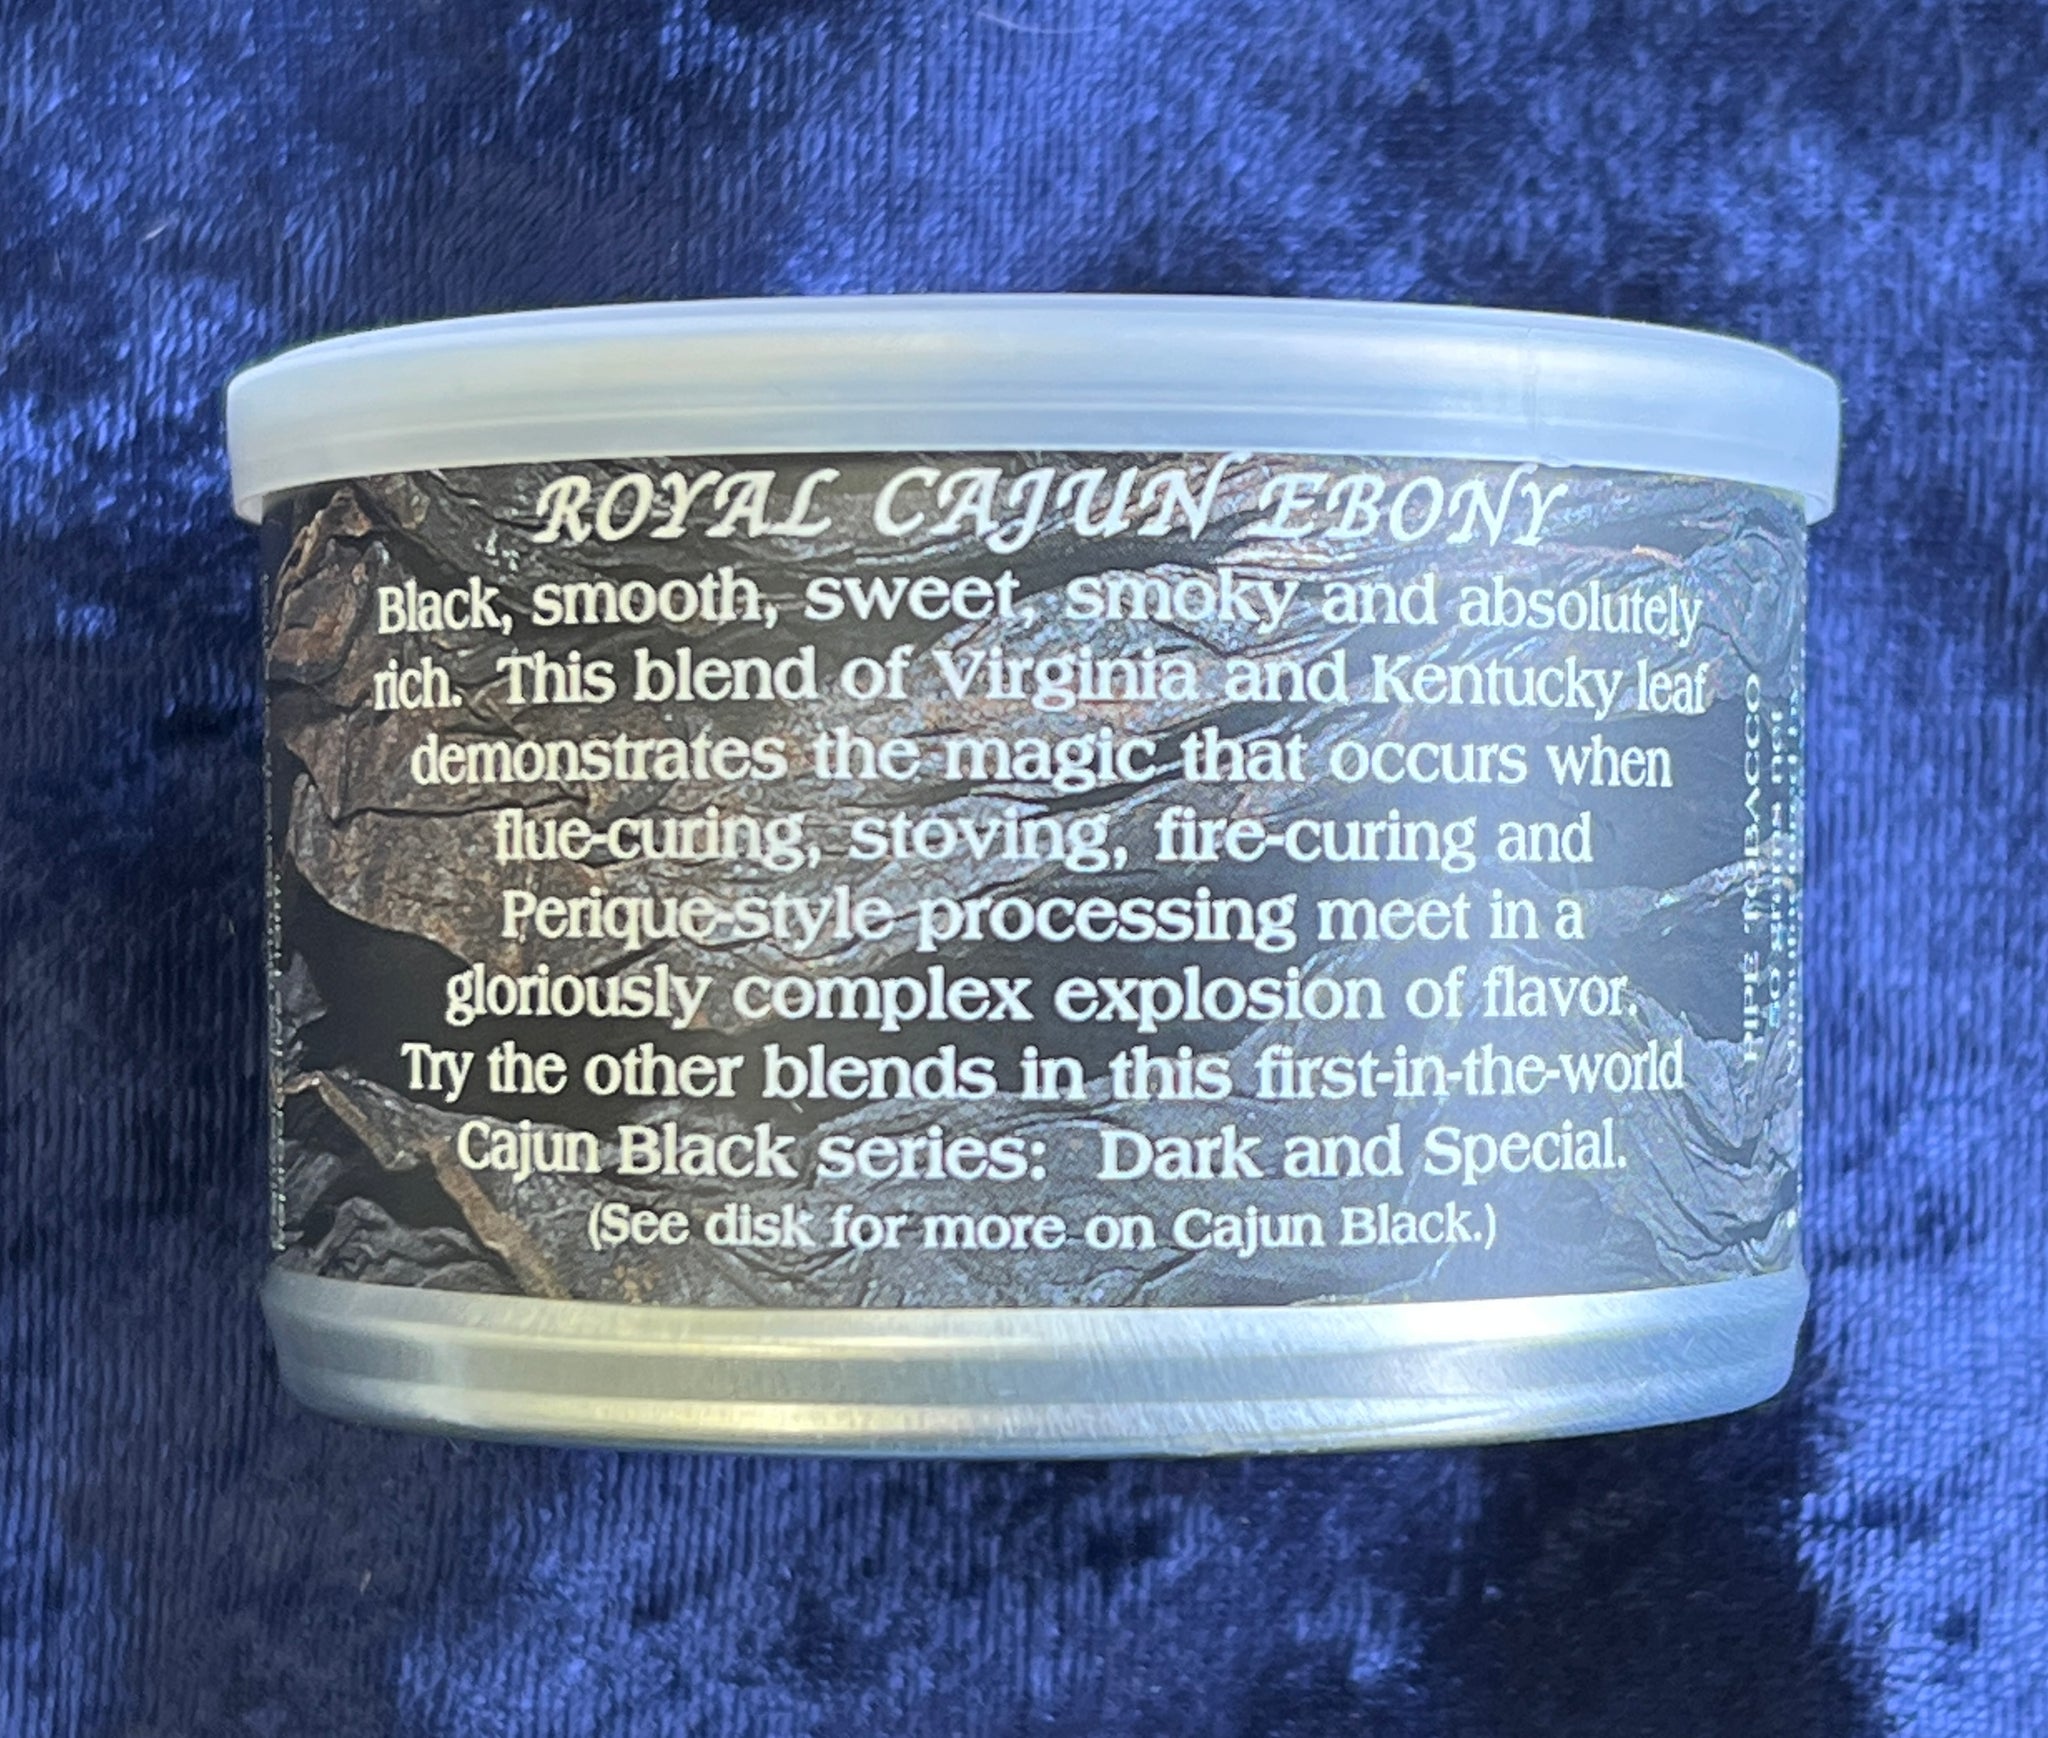 ROYAL CAJUN EBONY
Black, smooth, sweet, smoky and absolutely
rich. This blend of Virginia and Kentucky leaf
demonstrates the magic that occurs when
flue-curing, stoving, fire-curing and
Perique-style processing meet in a
gloriously complex explosion of flavor.
Try the other blends in this first-in-the-world
Cajun Black series: Dark and Special.
(See disk for more on Cajun Black.)
PIPE TOBACCO